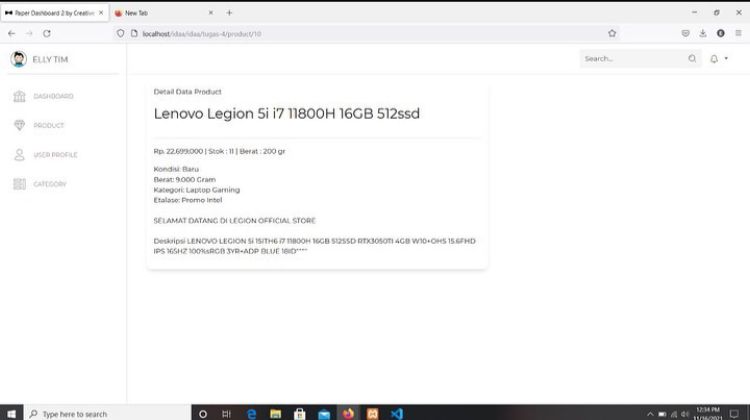 Paper Dashboard 2 by Creative
New Tab
localhost/idaa/idaa/tugas-4/product/10
ELLY TIM
Search...
DASHBOARD
PRODUCT
USER PROFILE
CATEGORY
Detail Data Product
Lenovo Legion 5i i7 11800H 16GB 512ssd
Rp. 22,699,000 | Stok : 11 | Berat : 200 gr
Kondisi: Baru
Berat: 9.000 Gram
Kategori: Laptop Gaming
Etalase: Promo Intel
SELAMAT DATANG DI LEGION OFFICIAL STORE
Deskripsi LENOVO LEGION 5i 15ITH6 i7 11800H 16GB 512SSD RTX3050TI 4GB W10+OHS 15.6FHD
IPS 165HZ 100%sRGB 3YR+ADP BLUE 18ID****
Type here to search
12:34 PM
11/16/2021